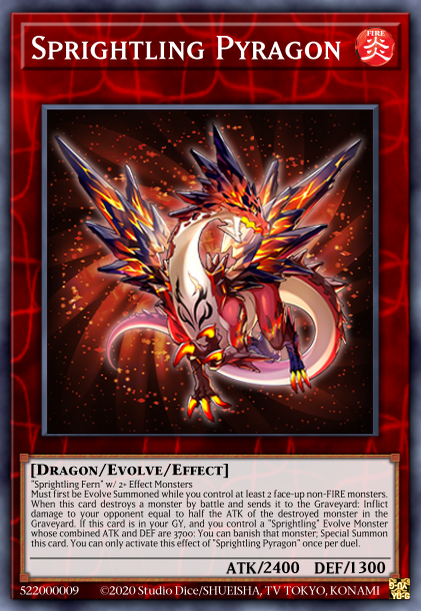 Sprightling Pyragon
FIRE
炎
[Dragon/Evolve/Effect]
"Sprightling Fern" w/ 2+ Effect Monsters
Must first be Evolve Summoned while you control at least 2 face-up non-FIRE monsters.
When this card destroys a monster by battle and sends it to the Graveyard: Inflict
damage to your opponent equal to half the ATK of the destroyed monster in the
Graveyard. If this card is in your GY, and you control a "Sprightling" Evolve Monster
whose combined ATK and DEF are 3700: You can banish that monster; Special Summon
this card. You can only activate this effect of "Sprightling Pyragon" once per duel.
ATK/2400 DEF/1300
522000009 ©2020 Studio Dice/SHUEISHA, TV TOKYO, KONAMI